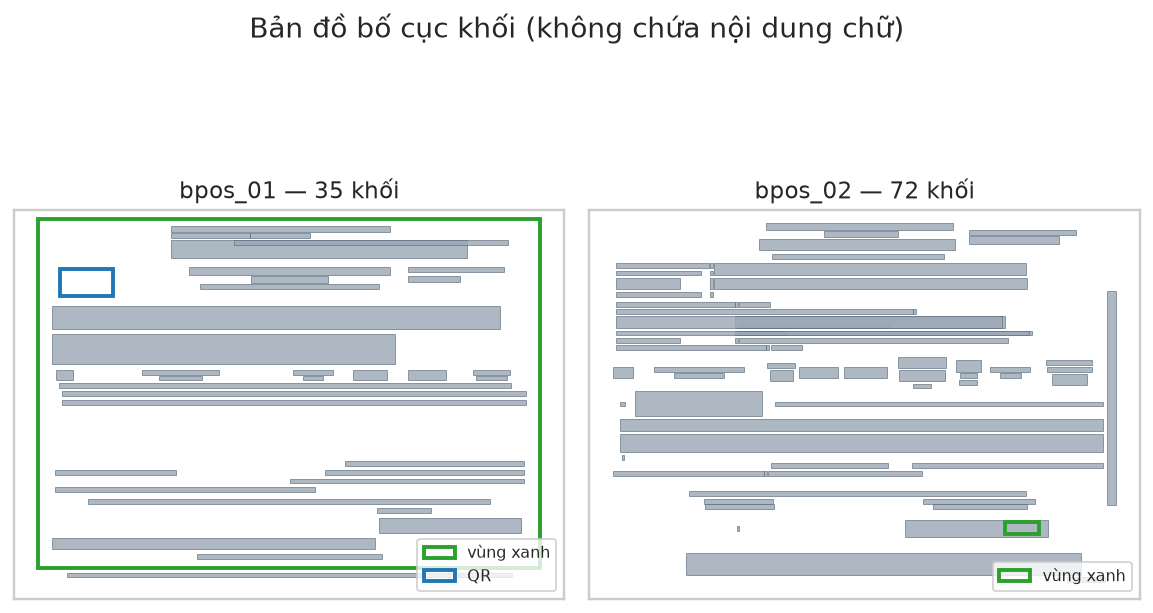 Bản đồ bố cục khối (không chứa nội dung chữ)
bpos_01 — 35 khối
vùng xanh
QR
bpos_02 — 72 khối
vùng xanh